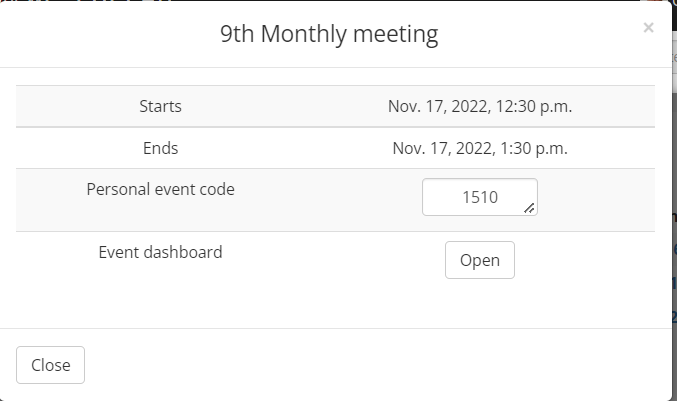 9th Monthly meeting
×
Starts Nov. 17, 2022, 12:30 p.m.
Ends Nov. 17, 2022, 1:30 p.m.
Personal event code 1510
Event dashboard Open
Close